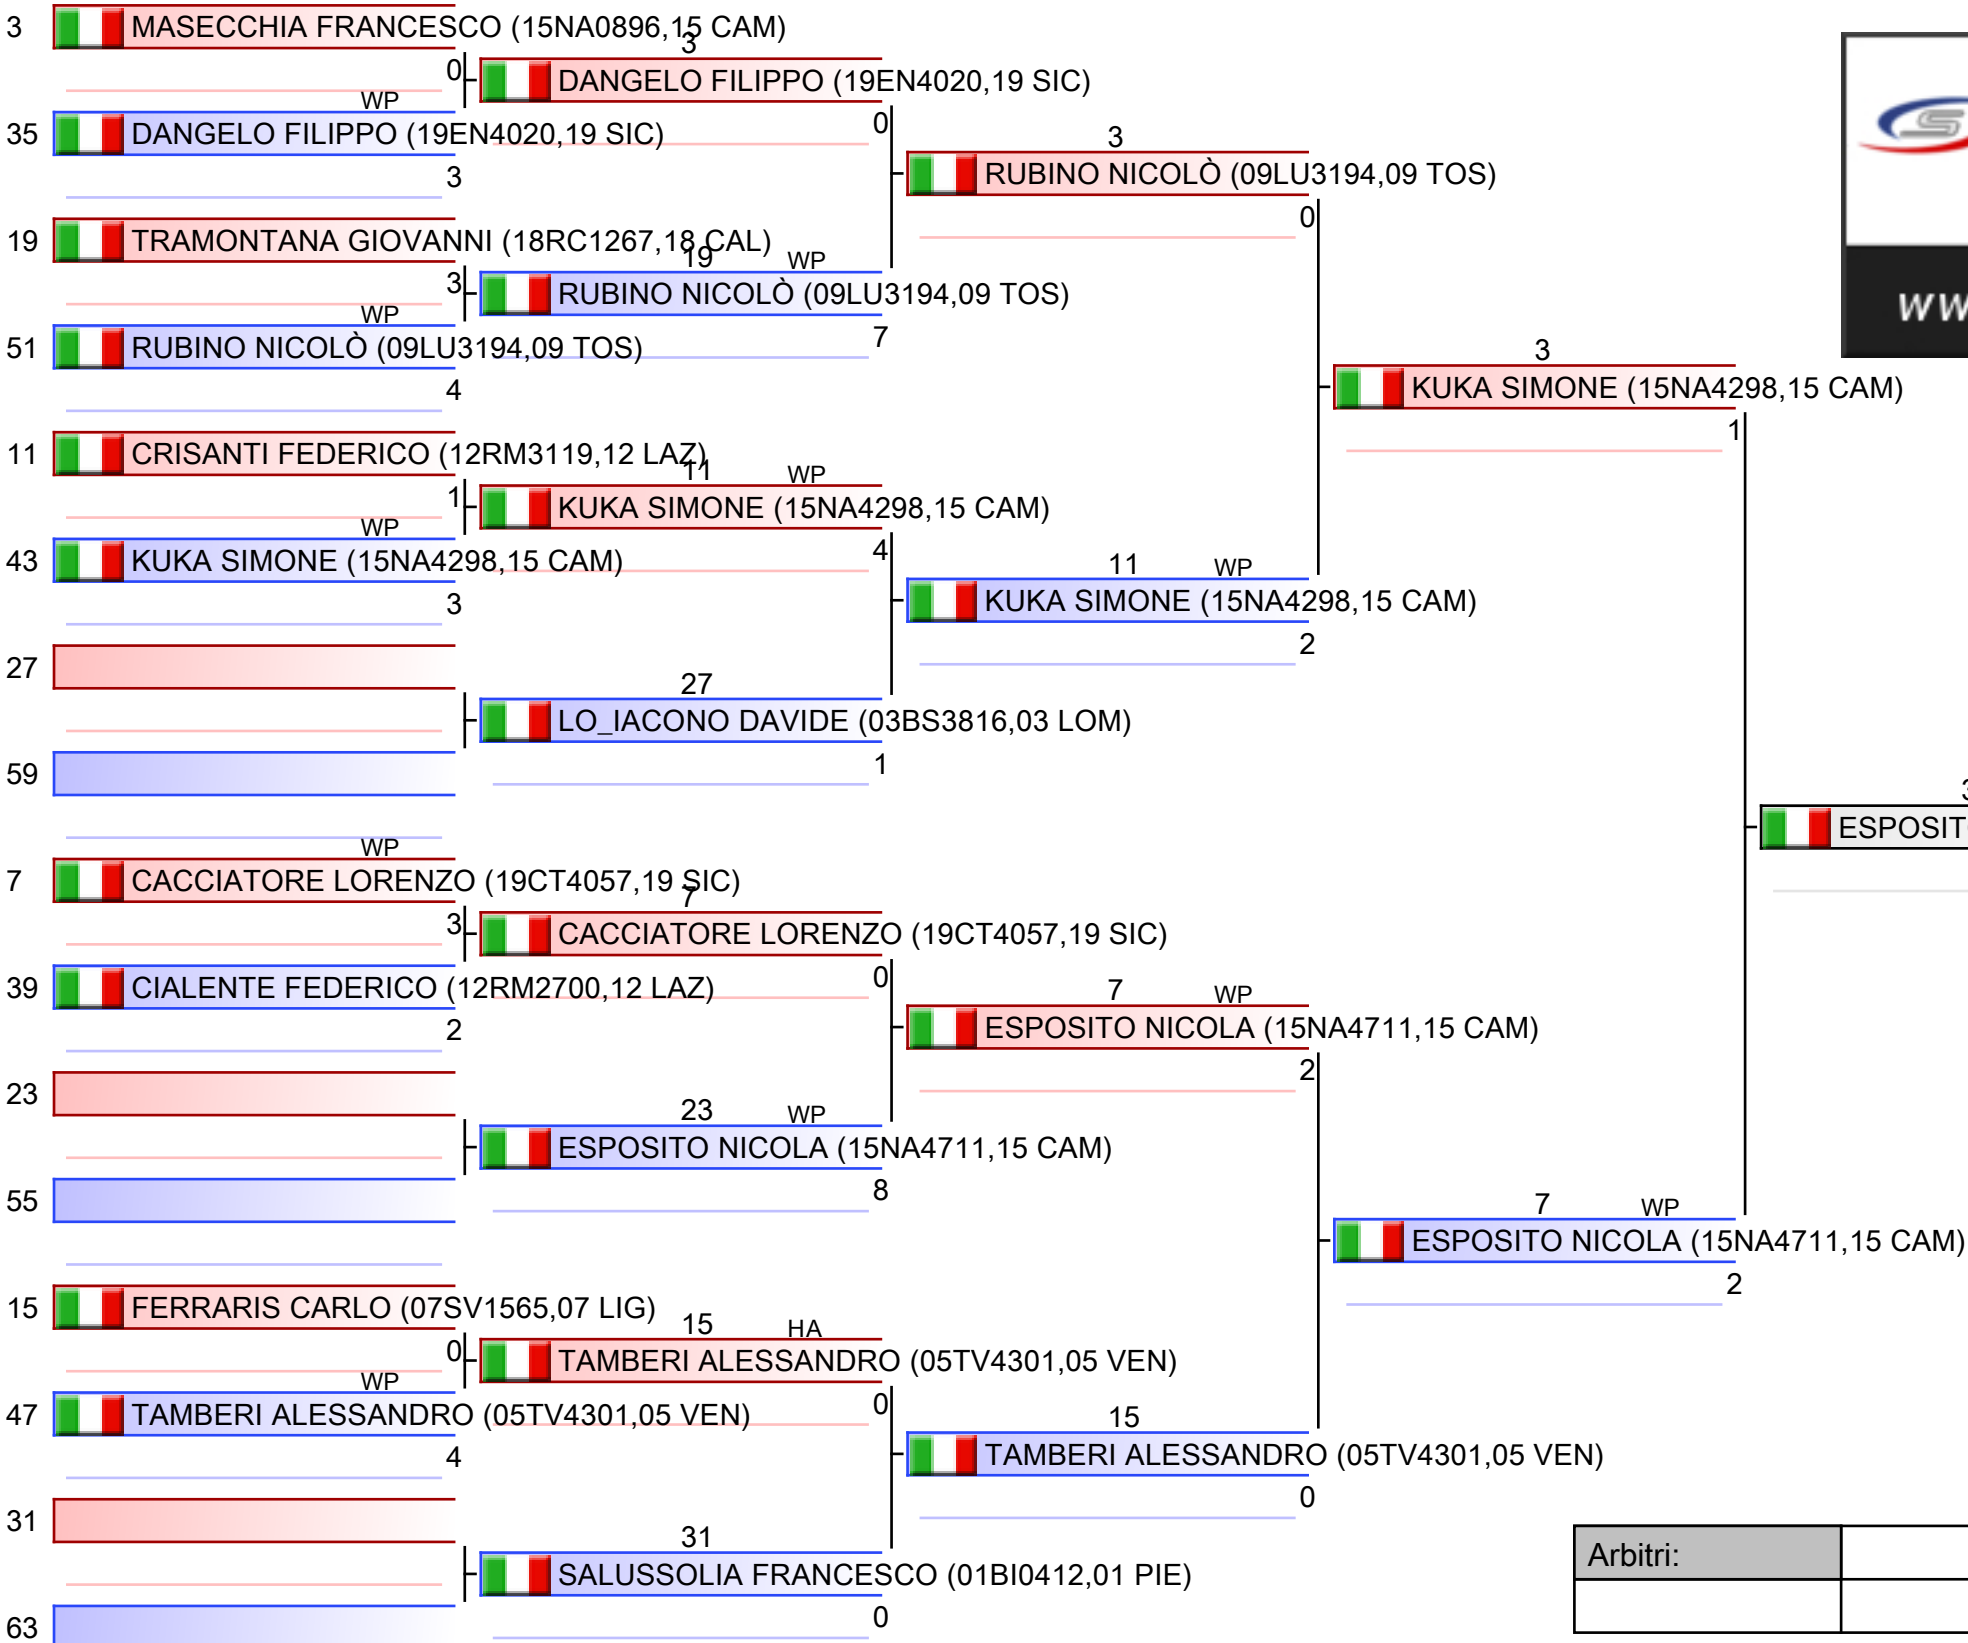 3 MASECCHIA FRANCESCO (15NA0896,15 CAM)
0
WP
35 DANGELO FILIPPO (19EN4020,19 SIC)
3
19 TRAMONTANA GIOVANNI (18RC1267,18 CAL)
3
WP
51 RUBINO NICOLÒ (09LU3194,09 TOS)
4
11 CRISANTI FEDERICO (12RM3119,12 LAZ)
1
WP
43 KUKA SIMONE (15NA4298,15 CAM)
3
27
59
WP
7 CACCIATORE LORENZO (19CT4057,19 SIC)
3
39 CIALENTE FEDERICO (12RM2700,12 LAZ)
2
23
55
15 FERRARIS CARLO (07SV1565,07 LIG)
0
WP
47 TAMBERI ALESSANDRO (05TV4301,05 VEN)
4
31
63
3
DANGELO FILIPPO (19EN4020,19 SIC)
0
19 WP
RUBINO NICOLÒ (09LU3194,09 TOS)
7
11 WP
KUKA SIMONE (15NA4298,15 CAM)
4
27
LO_IACONO DAVIDE (03BS3816,03 LOM)
1
7
CACCIATORE LORENZO (19CT4057,19 SIC)
0
23 WP
ESPOSITO NICOLA (15NA4711,15 CAM)
8
15 HA
TAMBERI ALESSANDRO (05TV4301,05 VEN)
0
31
SALUSSOLIA FRANCESCO (01BI0412,01 PIE)
0
3
RUBINO NICOLÒ (09LU3194,09 TOS)
0
11 WP
KUKA SIMONE (15NA4298,15 CAM)
2
7 WP
ESPOSITO NICOLA (15NA4711,15 CAM)
2
15
TAMBERI ALESSANDRO (05TV4301,05 VEN)
0
3
KUKA SIMONE (15NA4298,15 CAM)
1
7 WP
ESPOSITO NICOLA (15NA4711,15 CAM)
2
3
ESPOSIT
S
ww
Arbitri: